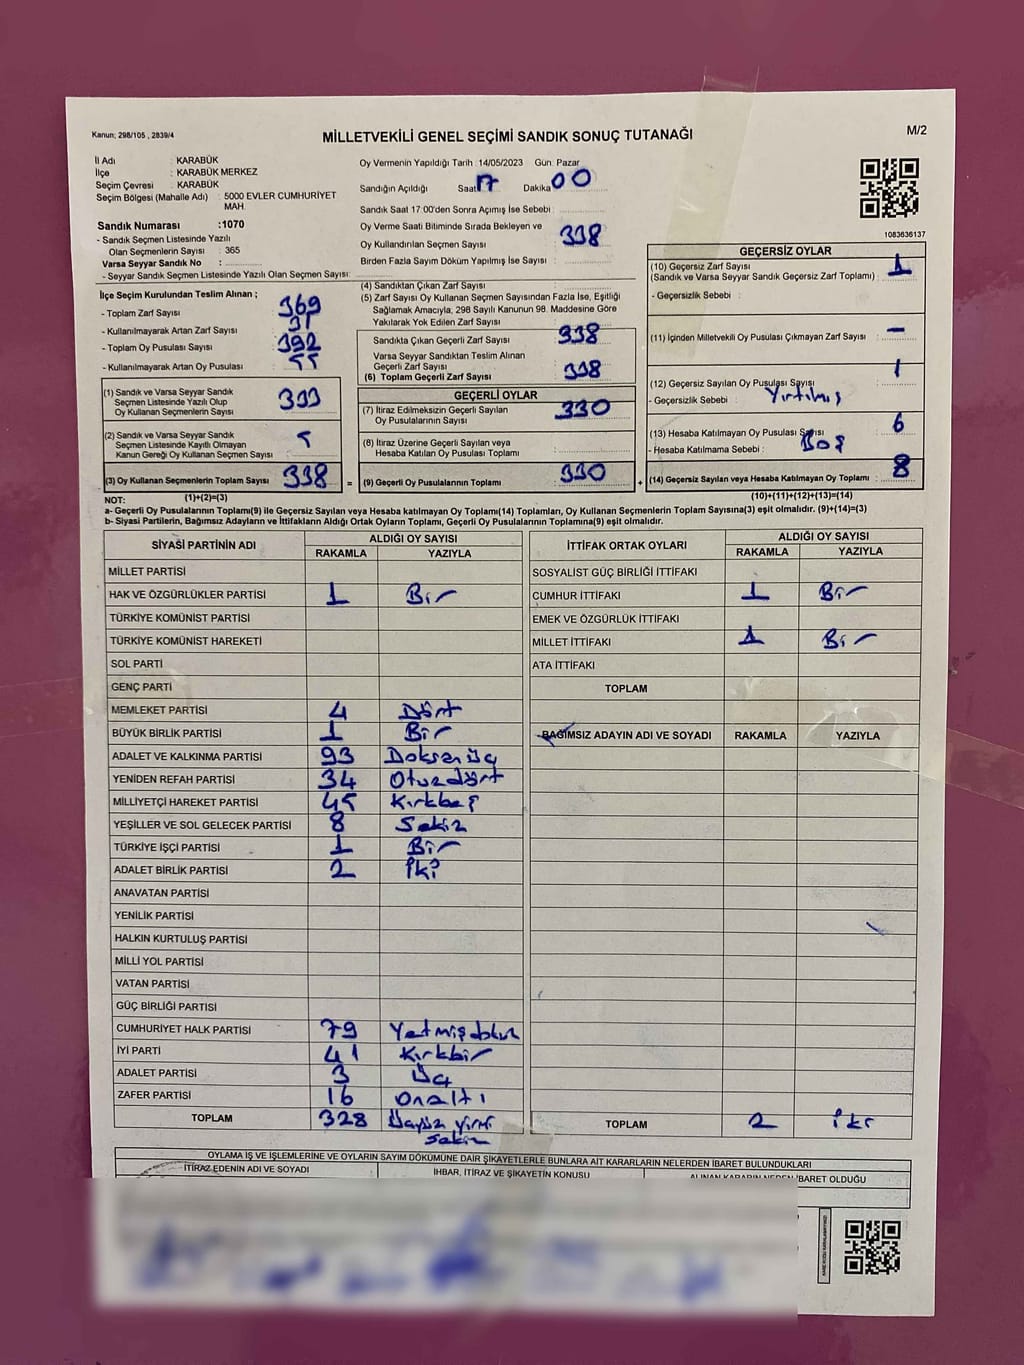 Kanun; 298/105 , 2839/4
MİLLETVEKİLİ GENEL SEÇİMİ SANDIK SONUÇ TUTANAĞI
M/2
İl Adı : KARABÜK
İlçe : KARABÜK MERKEZ
Seçim Çevresi : KARABÜK
Seçim Bölgesi (Mahalle Adı) : 5000 EVLER CUMHURİYET MAH.
Sandık Numarası :1070
- Sandık Seçmen Listesinde Yazılı
Olan Seçmenlerin Sayısı : 365
Varsa Seyyar Sandık No :
- Seyyar Sandık Seçmen Listesinde Yazılı Olan Seçmen Sayısı:
Oy Vermenin Yapıldığı Tarih : 14/05/2023 Gün: Pazar
Sandığın Açıldığı Saat 17 Dakika 00
Sandık Saat 17:00'den Sonra Açımış İse Sebebi :
Oy Verme Saati Bitiminde Sırada Bekleyen ve
Oy Kullandırılan Seçmen Sayısı 338
Birden Fazla Sayım Döküm Yapılmış İse Sayısı :
1083636137
İlçe Seçim Kurulundan Teslim Alınan ;
- Toplam Zarf Sayısı 369
- Kullanılmayarak Artan Zarf Sayısı 31
- Toplam Oy Pusulası Sayısı 392
- Kullanılmayarak Artan Oy Pusulası 55
(1) Sandık ve Varsa Seyyar Sandık
Seçmen Listesinde Yazılı Olup
Oy Kullanan Seçmenlerin Sayısı 333
(2) Sandık ve Varsa Seyyar Sandık
Seçmen Listesinde Kayıtlı Olmayan
Kanun Gereği Oy Kullanan Seçmen Sayısı 5
(3) Oy Kullanan Seçmenlerin Toplam Sayısı 338 =
(4) Sandıktan Çıkan Zarf Sayısı
(5) Zarf Sayısı Oy Kullanan Seçmen Sayısından Fazla İse, Eşitliği
Sağlamak Amacıyla, 298 Sayılı Kanunun 98. Maddesine Göre
Yakılarak Yok Edilen Zarf Sayısı
Sandıkta Çıkan Geçerli Zarf Sayısı 338
Varsa Seyyar Sandıktan Teslim Alınan
Geçerli Zarf Sayısı
(6) Toplam Geçerli Zarf Sayısı 338
GEÇERLİ OYLAR
(7) İtiraz Edilmeksizin Geçerli Sayılan
Oy Pusulalarının Sayısı 330
(8) İtiraz Üzerine Geçerli Sayılan veya
Hesaba Katılan Oy Pusulası Toplamı
(9) Geçerli Oy Pusulalarının Toplamı 330 +
GEÇERSİZ OYLAR
(10) Geçersiz Zarf Sayısı
(Sandık ve Varsa Seyyar Sandık Geçersiz Zarf Toplamı) : 1
- Geçersizlik Sebebi :
(11) İçinden Milletvekili Oy Pusulası Çıkmayan Zarf Sayısı: -
(12) Geçersiz Sayılan Oy Pusulası Sayısı 1
- Geçersizlik Sebebi : Yırtılmış
(13) Hesaba Katılmayan Oy Pusulası Sayısı 6
- Hesaba Katılmama Sebebi : Boş
(14) Geçersiz Sayılan veya Hesaba Katılmayan Oy Toplamı : 8
NOT: (1)+(2)=(3) (10)+(11)+(12)+(13)=(14)
a- Geçerli Oy Pusulalarının Toplamı(9) ile Geçersiz Sayılan veya Hesaba Katılmayan Oy Toplamı(14) Toplamları, Oy Kullanan Seçmenlerin Toplam Sayısına(3) eşit olmalıdır. (9)+(14)=(3)
b- Siyasi Partilerin, Bağımsız Adayların ve İttifakların Aldığı Ortak Oyların Toplamı, Geçerli Oy Pusulalarının Toplamına(9) eşit olmalıdır.
SİYASİ PARTİNİN ADI ALDIĞI OY SAYISI
RAKAMLA YAZIYLA
MİLLET PARTİSİ
HAK VE ÖZGÜRLÜKLER PARTİSİ 1 Bir
TÜRKİYE KOMÜNİST PARTİSİ
TÜRKİYE KOMÜNİST HAREKETİ
SOL PARTİ
GENÇ PARTİ
MEMLEKET PARTİSİ 4 Dört
BÜYÜK BİRLİK PARTİSİ 1 Bir
ADALET VE KALKINMA PARTİSİ 93 Doksanüç
YENİDEN REFAH PARTİSİ 34 Otuzdört
MİLLİYETÇİ HAREKET PARTİSİ 45 Kırkbeş
YEŞİLLER VE SOL GELECEK PARTİSİ 8 Sekiz
TÜRKİYE İŞÇİ PARTİSİ 1 Bir
ADALET BİRLİK PARTİSİ 2 İki
ANAVATAN PARTİSİ
YENİLİK PARTİSİ
HALKIN KURTULUŞ PARTİSİ
MİLLİ YOL PARTİSİ
VATAN PARTİSİ
GÜÇ BİRLİĞİ PARTİSİ
CUMHURİYET HALK PARTİSİ 79 Yetmişdokuz
İYİ PARTİ 41 Kırkbir
ADALET PARTİSİ 3 Üç
ZAFER PARTİSİ 16 Onaltı
TOPLAM 328 Üçyüz yirmi sekiz
İTTİFAK ORTAK OYLARI ALDIĞI OY SAYISI
RAKAMLA YAZIYLA
SOSYALİST GÜÇ BİRLİĞİ İTTİFAKI
CUMHUR İTTİFAKI 1 Bir
EMEK VE ÖZGÜRLÜK İTTİFAKI
MİLLET İTTİFAKI 1 Bir
ATA İTTİFAKI
TOPLAM
BAĞIMSIZ ADAYIN ADI VE SOYADI RAKAMLA YAZIYLA
TOPLAM 2 İki
OYLAMA İŞ VE İŞLEMLERİNE VE OYLARIN SAYIM DÖKÜMÜNE DAİR ŞİKAYETLERLE BUNLARA AİT KARARLARIN NELERDEN İBARET BULUNDUKLARI
İTİRAZ EDENİN ADI VE SOYADI İHBAR, İTİRAZ VE ŞİKAYETİN KONUSU ALINAN KARARIN NEDEN İBARET OLDUĞU